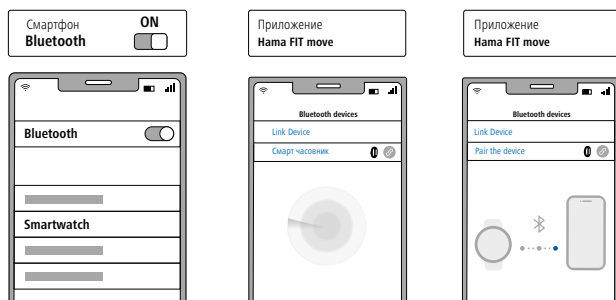 Смартфон
Bluetooth
ON
Bluetooth
Smartwatch
Приложение
Hama FIT move
Bluetooth devices
Link Device
Смарт часовник
Приложение
Hama FIT move
Bluetooth devices
Link Device
Pair the device